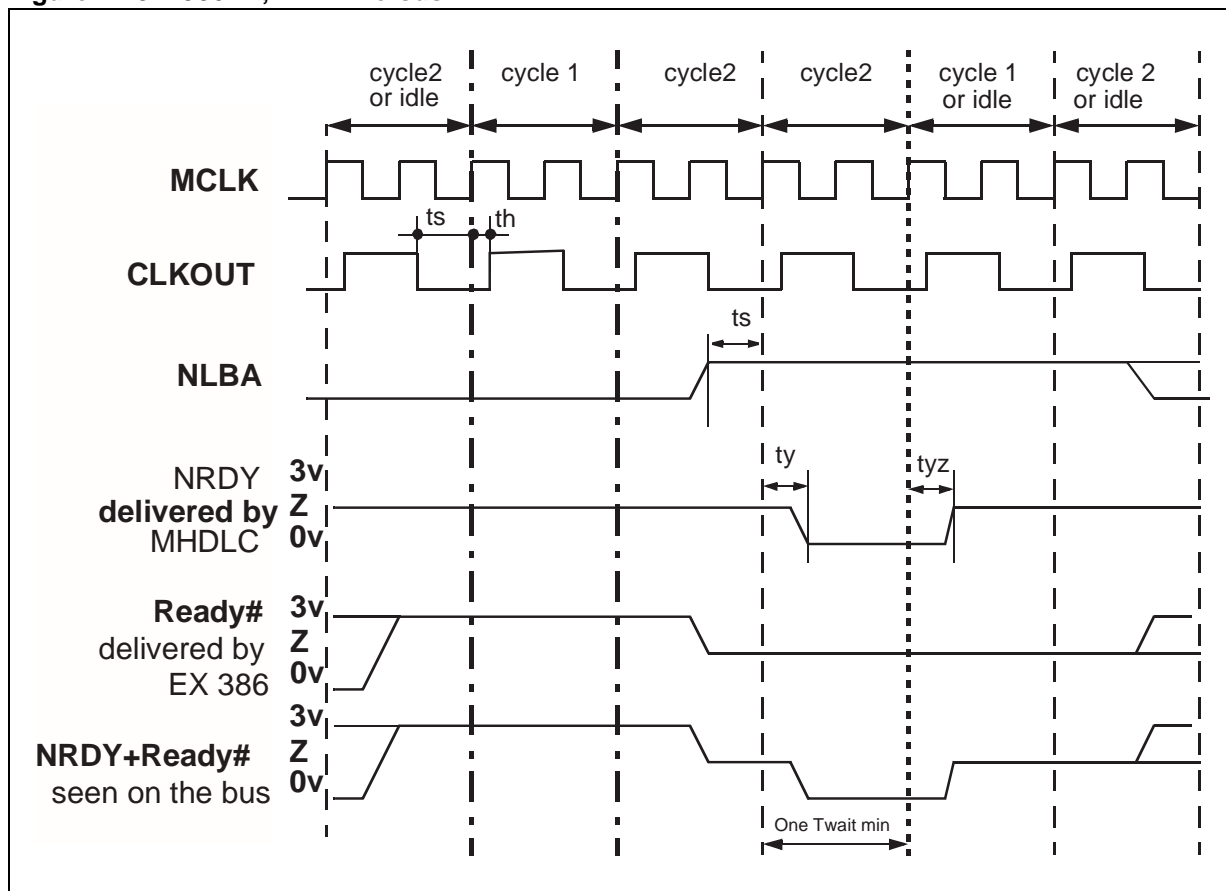 cycle2
or idle
cycle 1
cycle2
cycle2
cycle 1
or idle
cycle 2
or idle
MCLK
ts
th
CLKOUT
ts
NLBA
ty
tyz
NRDY
delivered by
MHDLC
3v
Z
0v
Ready#
delivered by
EX 386
3v
Z
0v
NRDY+Ready#
seen on the bus
3v
Z
0v
One Twait min